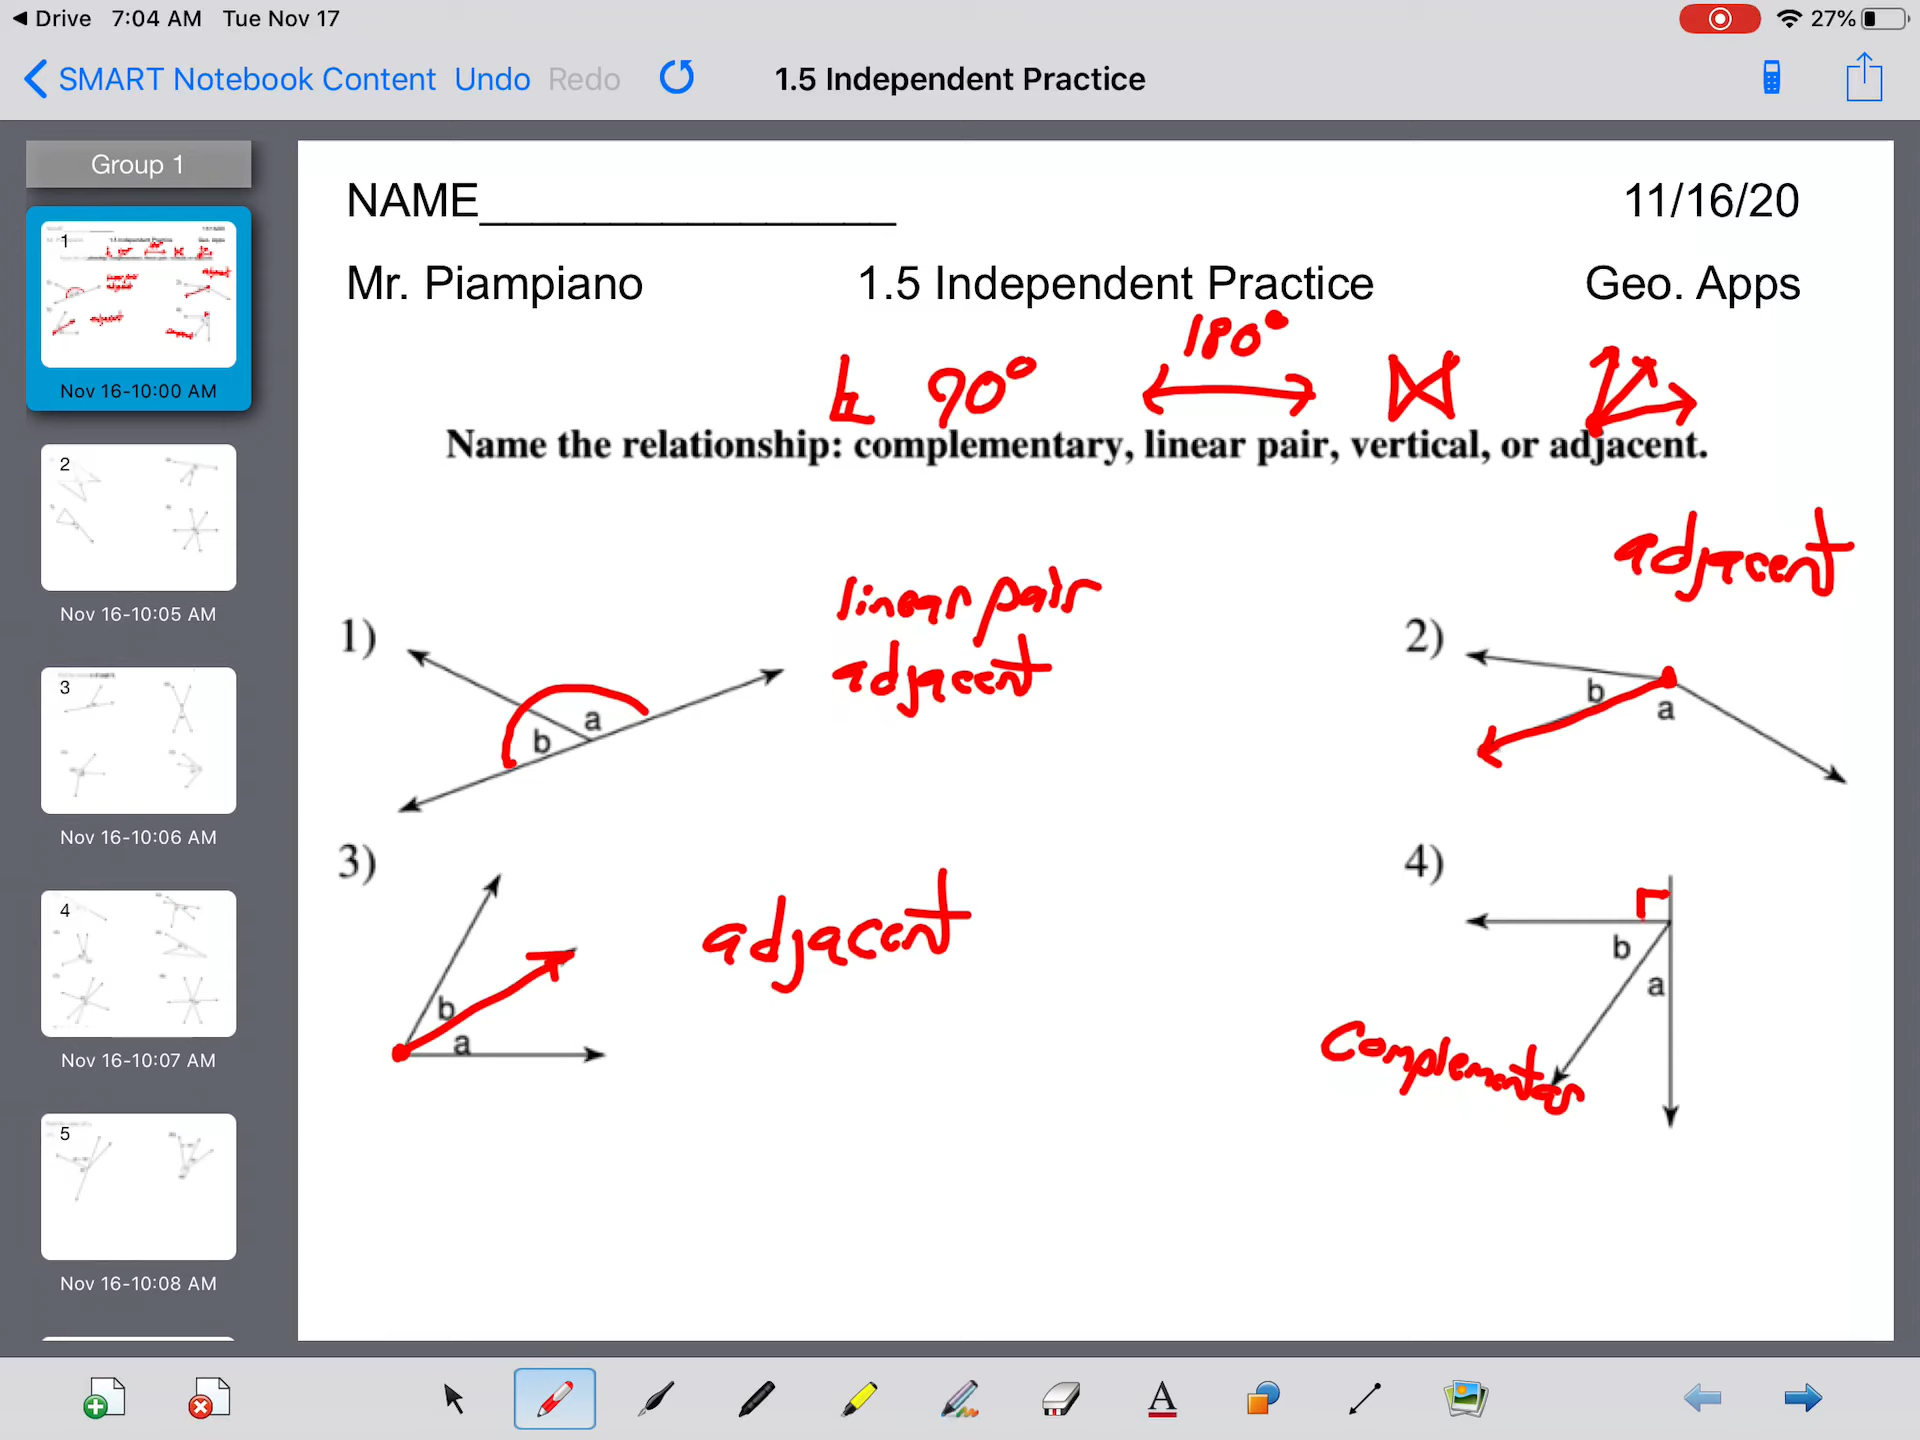 Drive 7:04 AM Tue Nov 17 27%
SMART Notebook Content Undo Redo 1.5 Independent Practice
Group 1
1
Nov 16-10:00 AM
2
Nov 16-10:05 AM
3
Nov 16-10:06 AM
4
Nov 16-10:07 AM
5
Nov 16-10:08 AM
NAME________________ 11/16/20
Mr. Piampiano 1.5 Independent Practice Geo. Apps
90° 180°
Name the relationship: complementary, linear pair, vertical, or adjacent.
1) b a
linear pair
adjacent
2) b a
adjacent
3) b a
adjacent
4) b a
A